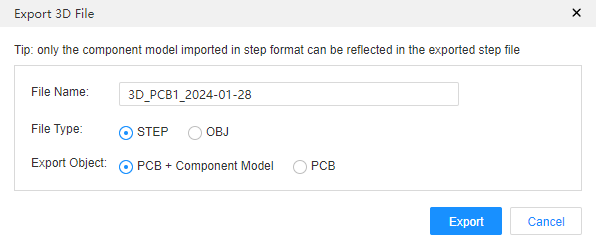 Export 3D File
Tip: only the component model imported in step format can be reflected in the exported step file
File Name: 3D_PCB1_2024-01-28
File Type: STEP OBJ
Export Object: PCB + Component Model PCB
Export Cancel